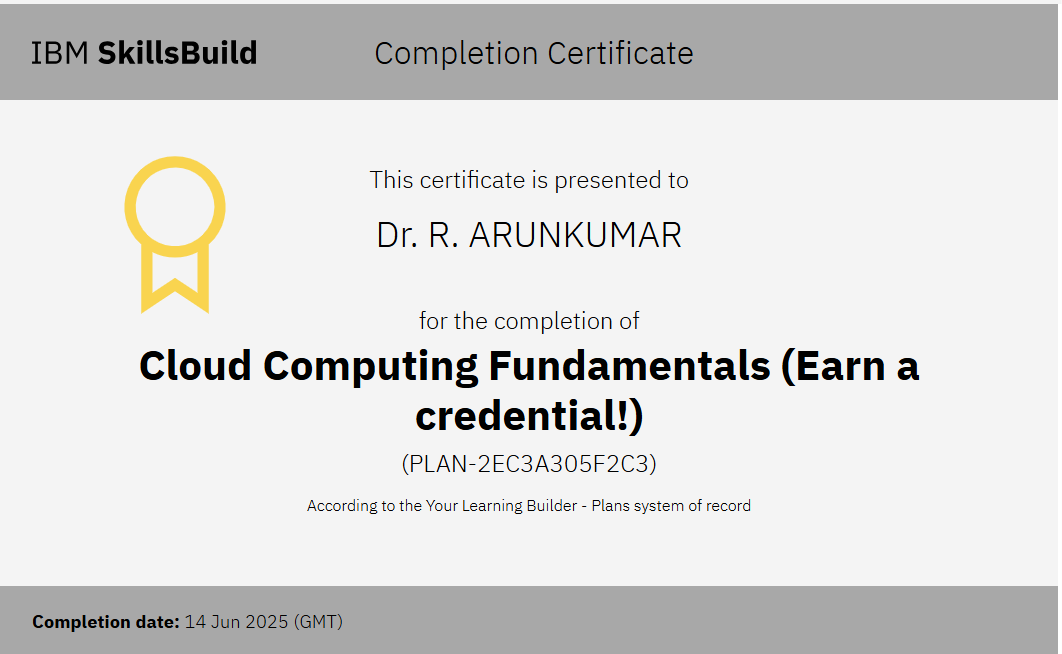 IBM SkillsBuild
Completion Certificate
This certificate is presented to
Dr. R. ARUNKUMAR
for the completion of
Cloud Computing Fundamentals (Earn a
credential!)
(PLAN-2EC3A305F2C3)
According to the Your Learning Builder - Plans system of record
Completion date: 14 Jun 2025 (GMT)